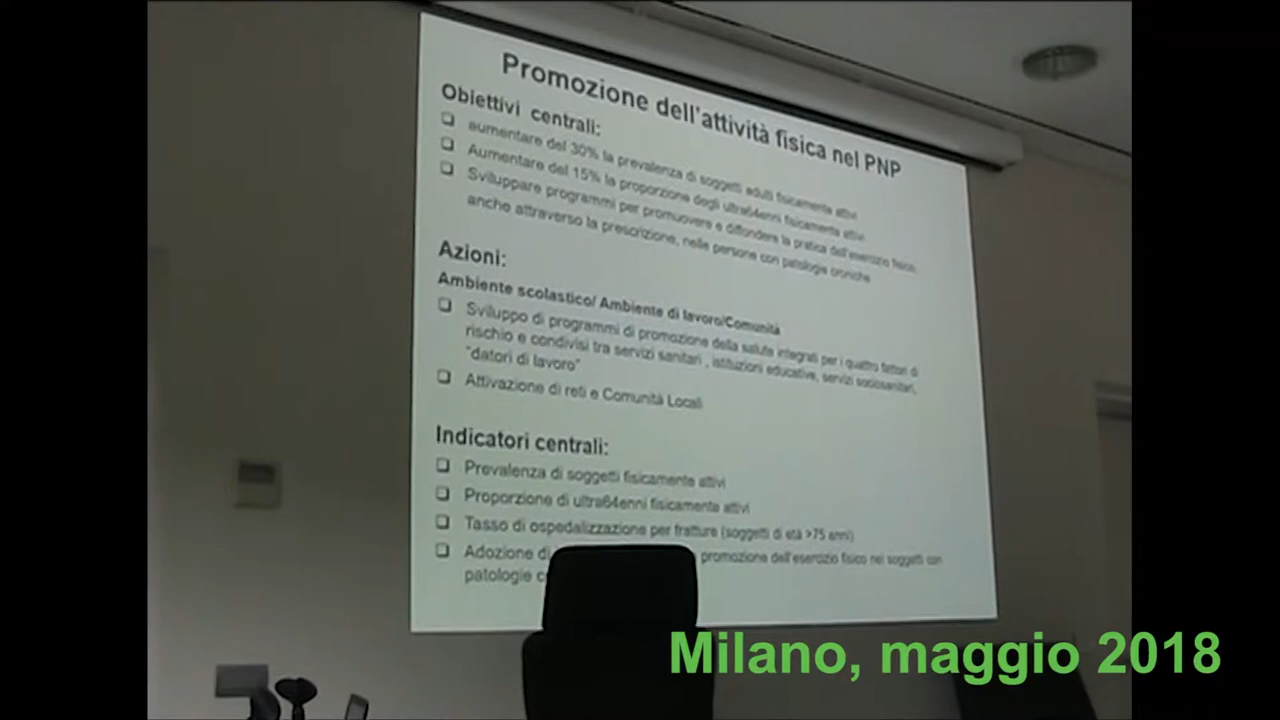 Promozione dell'attività fisica nel PNP
Obiettivi centrali:
❑ aumentare del 30% la prevalenza di soggetti adulti fisicamente attivi
❑ Aumentare del 15% la proporzione degli ultra64enni fisicamente attivi
❑ Sviluppare programmi per promuovere e diffondere la pratica dell'esercizio fisico,
anche attraverso la prescrizione, nelle persone con patologie croniche
Azioni:
Ambiente scolastico/ Ambiente di lavoro/Comunità
❑ Sviluppo di programmi di promozione della salute integrati per i quattro fattori di
rischio e condivisi tra servizi sanitari , istituzioni educative, servizi sociosanitari,
"datori di lavoro"
❑ Attivazione di reti e Comunità Locali
Indicatori centrali:
❑ Prevalenza di soggetti fisicamente attivi
❑ Proporzione di ultra64enni fisicamente attivi
❑ Tasso di ospedalizzazione per fratture (soggetti di età >75 anni)
❑ Adozione di promozione dell'esercizio fisico nei soggetti con
patologie
Milano, maggio 2018